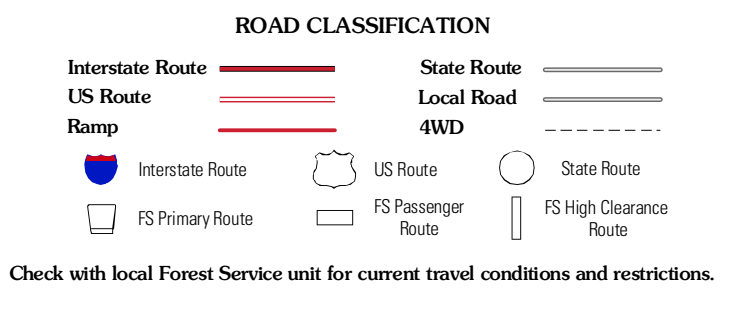 ROAD CLASSIFICATION
Interstate Route State Route
US Route Local Road
Ramp 4WD
Interstate Route US Route State Route
FS Primary Route FS Passenger Route FS High Clearance Route
Check with local Forest Service unit for current travel conditions and restrictions.